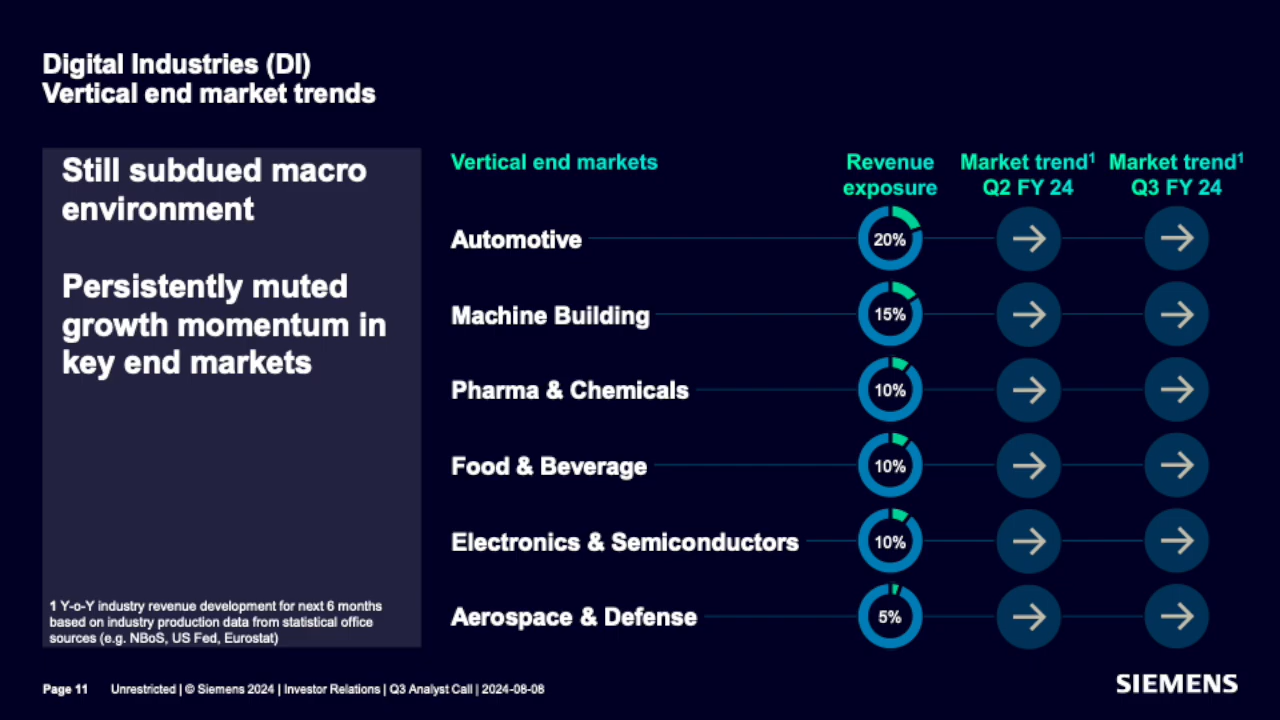 Digital Industries (DI)
Vertical end market trends
Still subdued macro
environment
Persistently muted
growth momentum in
key end markets
1 Y-o-Y industry revenue development for next 6 months
based on industry production data from statistical office
sources (e.g. NBoS, US Fed, Eurostat)
Vertical end markets
Revenue
exposure
Market trend¹
Q2 FY 24
Market trend¹
Q3 FY 24
Automotive 20%
Machine Building 15%
Pharma & Chemicals 10%
Food & Beverage 10%
Electronics & Semiconductors 10%
Aerospace & Defense 5%
Page 11 Unrestricted | © Siemens 2024 | Investor Relations | Q3 Analyst Call | 2024-08-08
SIEMENS